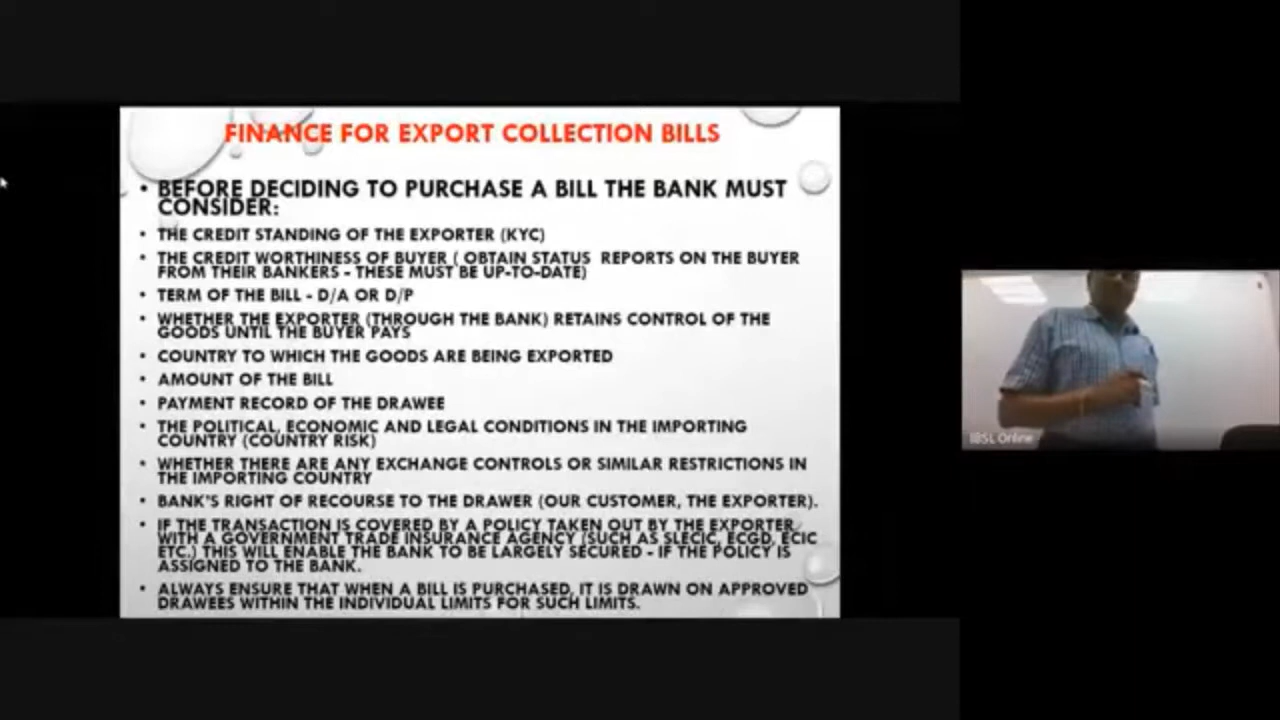 FINANCE FOR EXPORT COLLECTION BILLS
• BEFORE DECIDING TO PURCHASE A BILL THE BANK MUST
CONSIDER:
• THE CREDIT STANDING OF THE EXPORTER (KYC)
• THE CREDIT WORTHINESS OF BUYER ( OBTAIN STATUS REPORTS ON THE BUYER
FROM THEIR BANKERS - THESE MUST BE UP-TO-DATE)
• TERM OF THE BILL - D/A OR D/P
• WHETHER THE EXPORTER (THROUGH THE BANK) RETAINS CONTROL OF THE
GOODS UNTIL THE BUYER PAYS
• COUNTRY TO WHICH THE GOODS ARE BEING EXPORTED
• AMOUNT OF THE BILL
• PAYMENT RECORD OF THE DRAWEE
• THE POLITICAL, ECONOMIC AND LEGAL CONDITIONS IN THE IMPORTING
COUNTRY (COUNTRY RISK)
• WHETHER THERE ARE ANY EXCHANGE CONTROLS OR SIMILAR RESTRICTIONS IN
THE IMPORTING COUNTRY
• BANK'S RIGHT OF RECOURSE TO THE DRAWER (OUR CUSTOMER, THE EXPORTER).
• IF THE TRANSACTION IS COVERED BY A POLICY TAKEN OUT BY THE EXPORTER
WITH A GOVERNMENT TRADE INSURANCE AGENCY (SUCH AS SLECIC, ECGD, ECIC
ETC.) THIS WILL ENABLE THE BANK TO BE LARGELY SECURED - IF THE POLICY IS
ASSIGNED TO THE BANK.
• ALWAYS ENSURE THAT WHEN A BILL IS PURCHASED, IT IS DRAWN ON APPROVED
DRAWEES WITHIN THE INDIVIDUAL LIMITS FOR SUCH LIMITS.
IBSL Online